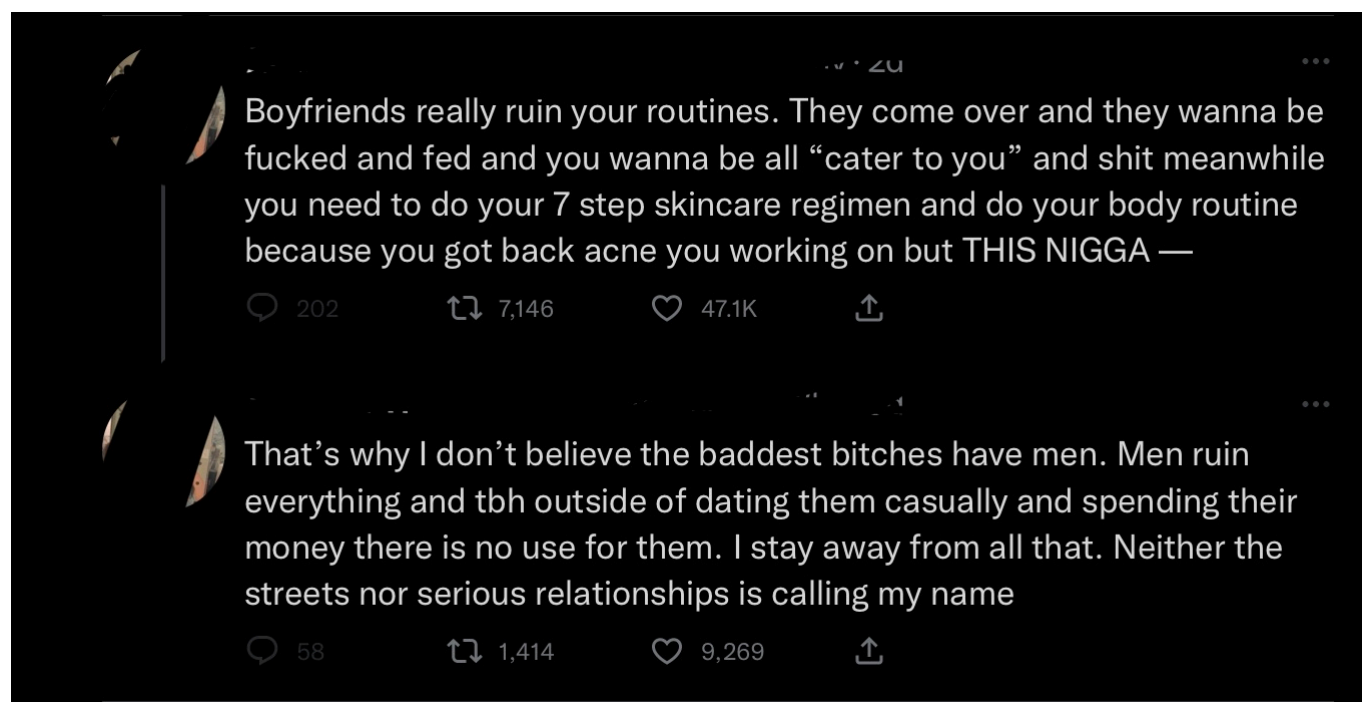 Boyfriends really ruin your routines. They come over and they wanna be
fucked and fed and you wanna be all “cater to you” and shit meanwhile
you need to do your 7 step skincare regimen and do your body routine
because you got back acne you working on but THIS NIGGA —
202 7,146 47.1K
That’s why I don’t believe the baddest bitches have men. Men ruin
everything and tbh outside of dating them casually and spending their
money there is no use for them. I stay away from all that. Neither the
streets nor serious relationships is calling my name
58 1,414 9,269